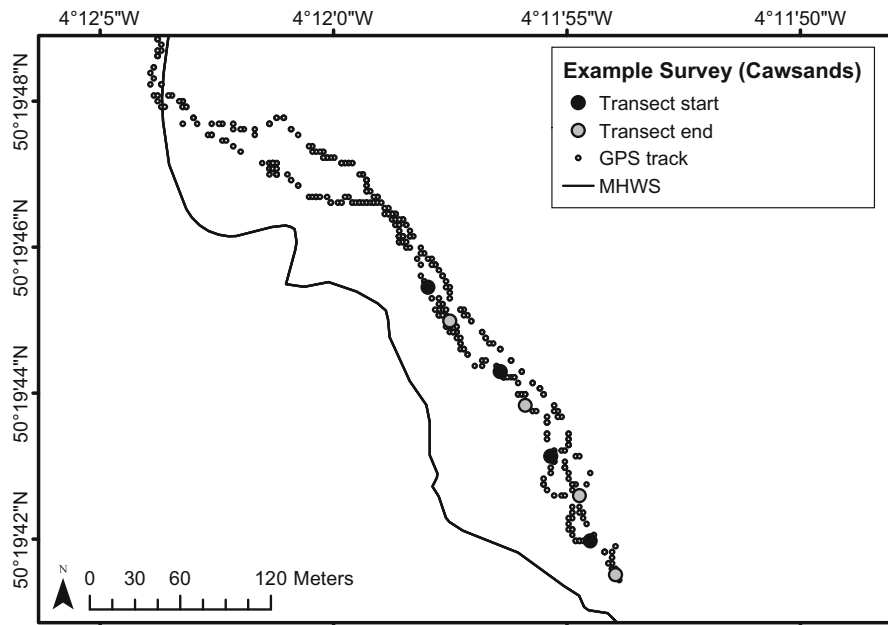 4°12'5"W 4°12'0"W 4°11'55"W 4°11'50"W
50°19'48"N
50°19'46"N
50°19'44"N
50°19'42"N
Example Survey (Cawsands)
Transect start
Transect end
GPS track
MHWS
N
0 30 60 120 Meters